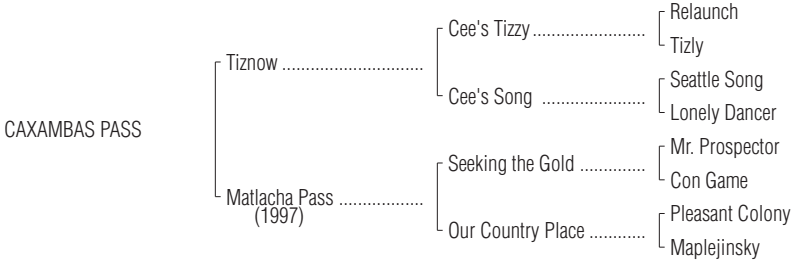 Relaunch
Cee's Tizzy ........................
Tizly
Tiznow ..............................
Seattle Song
Cee's Song ......................
Lonely Dancer
CAXAMBAS PASS
Mr. Prospector
Seeking the Gold ..............
Con Game
Matlacha Pass ..................
(1997)
Pleasant Colony
Our Country Place ............
Maplejinsky